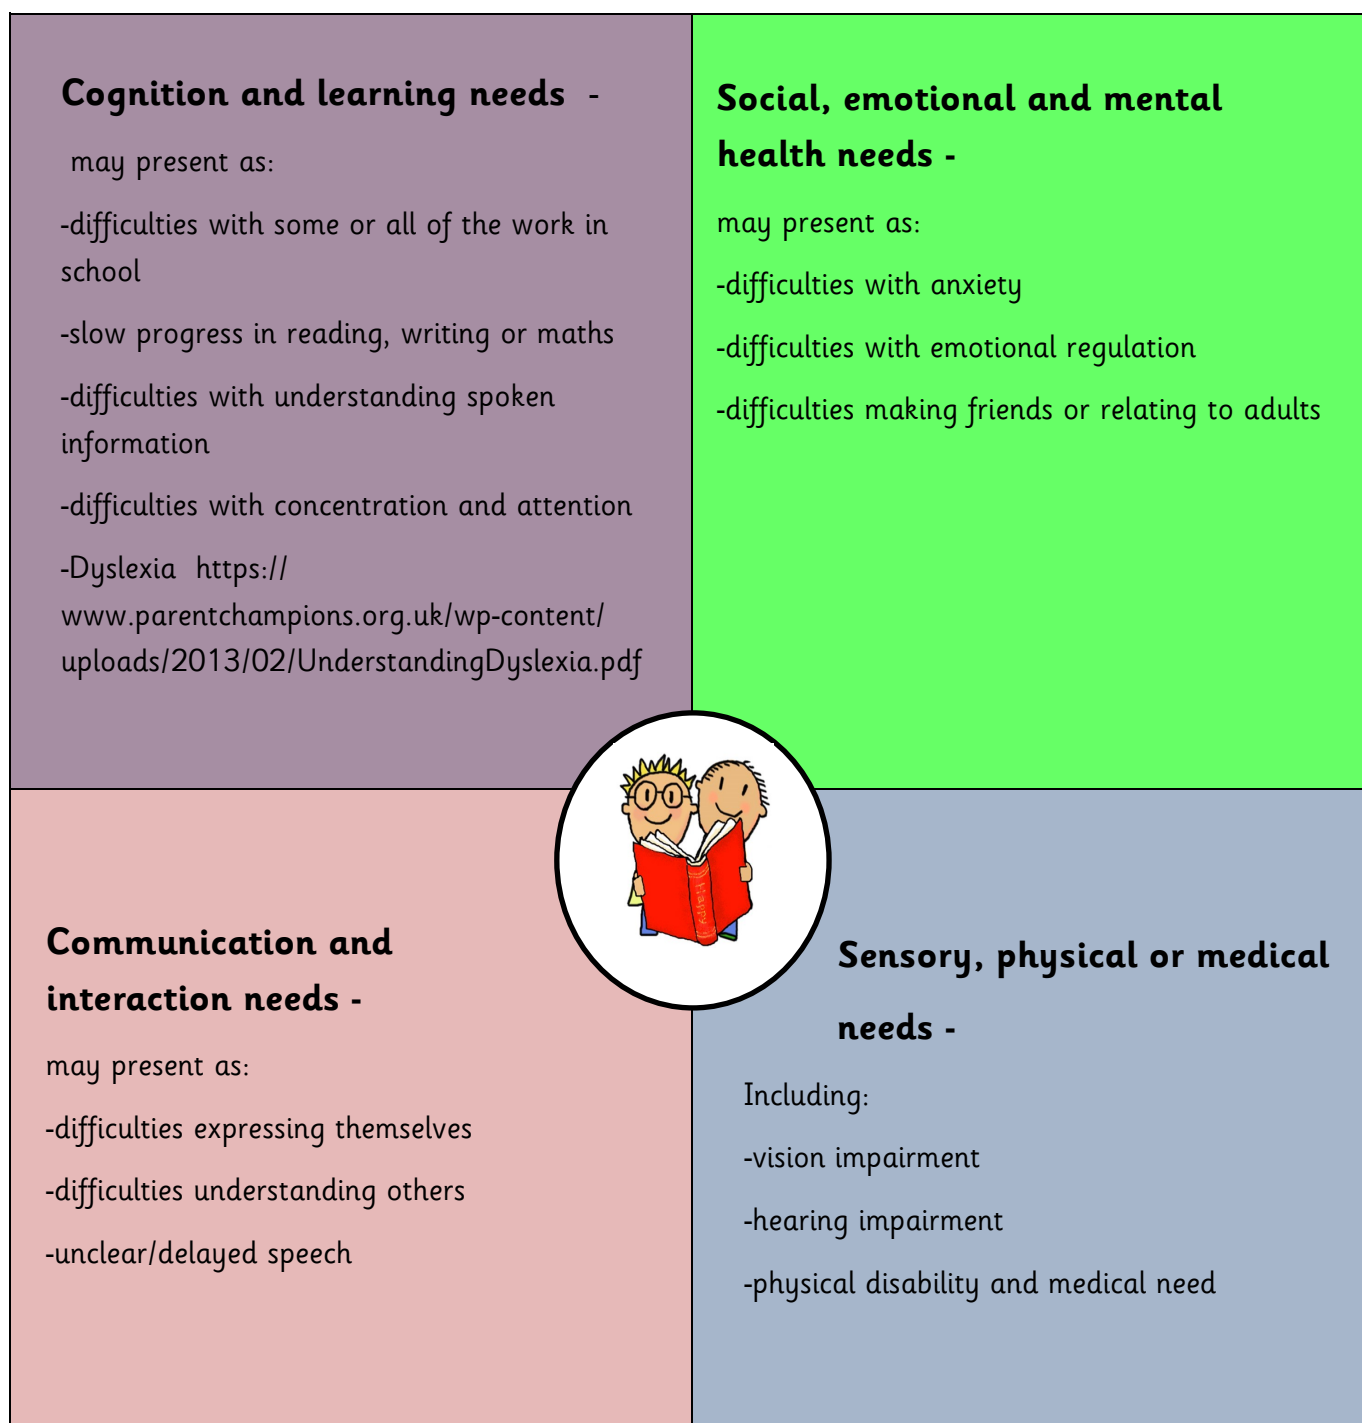 Cognition and learning needs -
may present as:
-difficulties with some or all of the work in
school
-slow progress in reading, writing or maths
-difficulties with understanding spoken
information
-difficulties with concentration and attention
-Dyslexia https://
www.parentchampions.org.uk/wp-content/
uploads/2013/02/UnderstandingDyslexia.pdf
Social, emotional and mental
health needs -
may present as:
-difficulties with anxiety
-difficulties with emotional regulation
-difficulties making friends or relating to adults
Happy
Communication and
interaction needs -
may present as:
-difficulties expressing themselves
-difficulties understanding others
-unclear/delayed speech
Sensory, physical or medical
needs -
Including:
-vision impairment
-hearing impairment
-physical disability and medical need